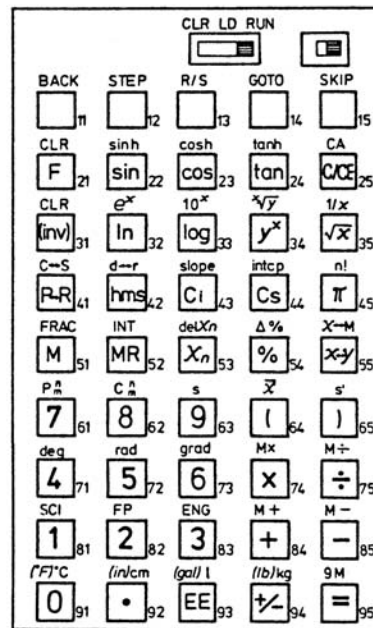 CLR LD RUN
BACK STEP R/S GOTO SKIP
11 12 13 14 15
CLR sinh cosh tanh CA
F 21 sin 22 cos 23 tan 24 C/CE 25
CLR eˣ 10ˣ ˣ√y 1/x
(inv) 31 ln 32 log 33 yˣ 34 √x 35
C↔S d↔r slope intcp n!
P-R 41 hms 42 Ci 43 Cs 44 π 45
FRAC INT delXn Δ% X↔M
M 51 MR 52 Xn 53 % 54 x↔y 55
Pⁿₘ Cⁿₘ s x̄ s'
7 61 8 62 9 63 ( 64 ) 65
deg rad grad M× M÷
4 71 5 72 6 73 × 74 ÷ 75
SCI FP ENG M+ M−
1 81 2 82 3 83 + 84 − 85
(°F)°C (in)cm (gal) l (lb)kg 9M
0 91 • 92 EE 93 +/− 94 = 95